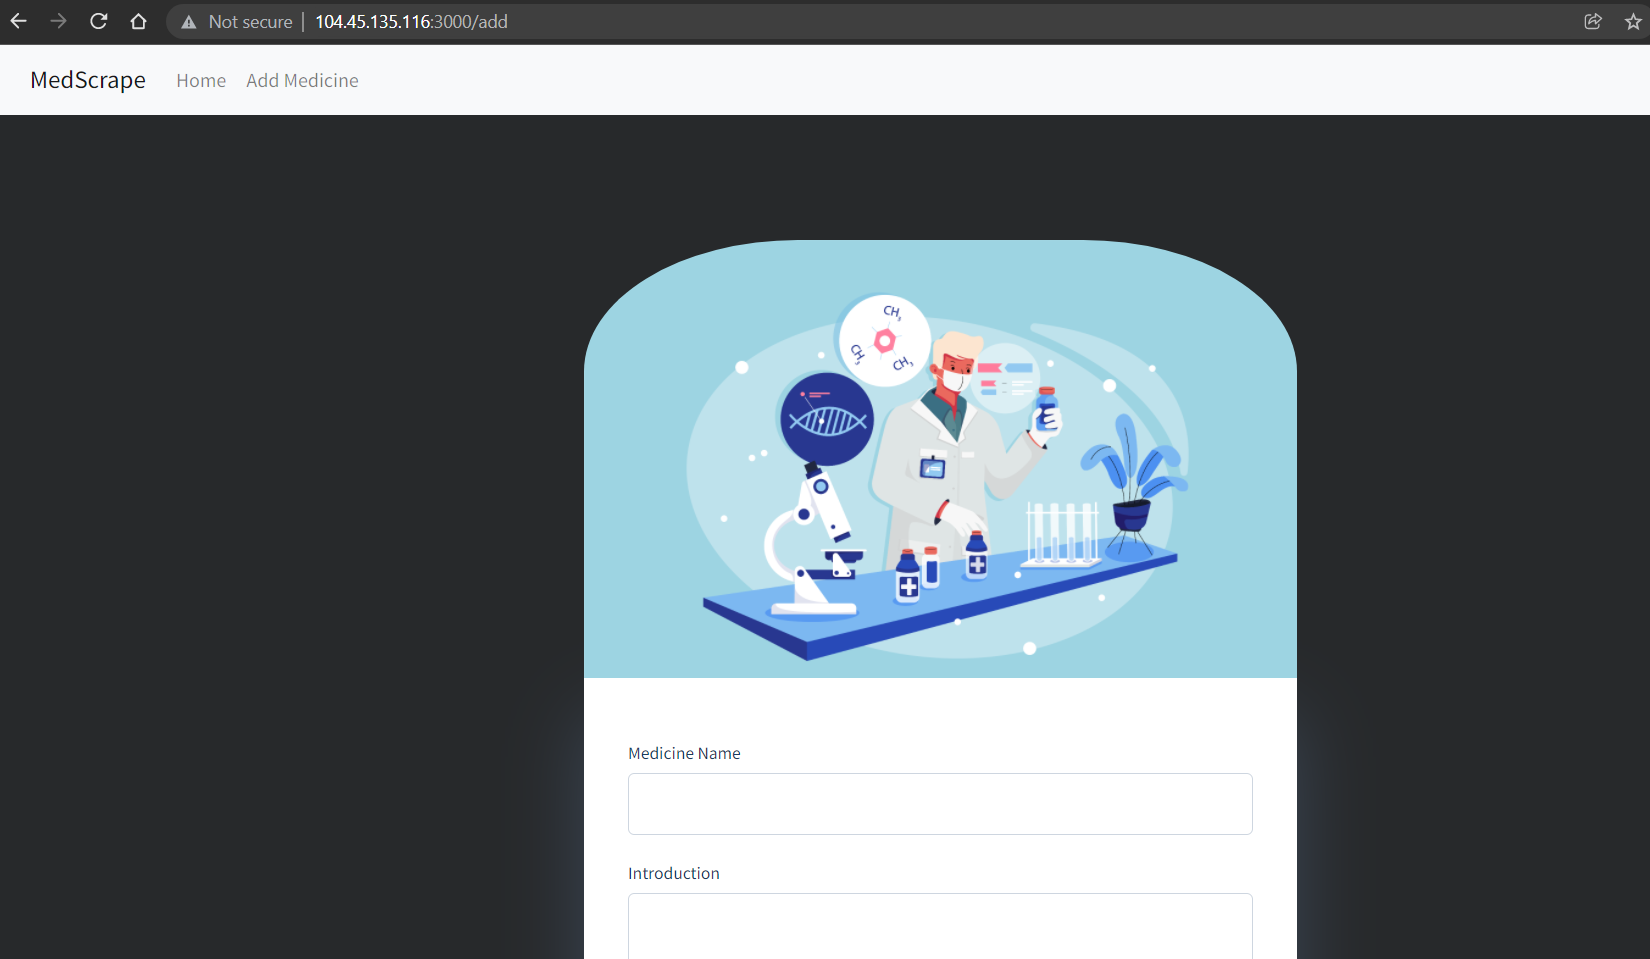 Not secure | 104.45.135.116:3000/add
MedScrape Home Add Medicine
CH3
CH3
CH3
Medicine Name
Introduction